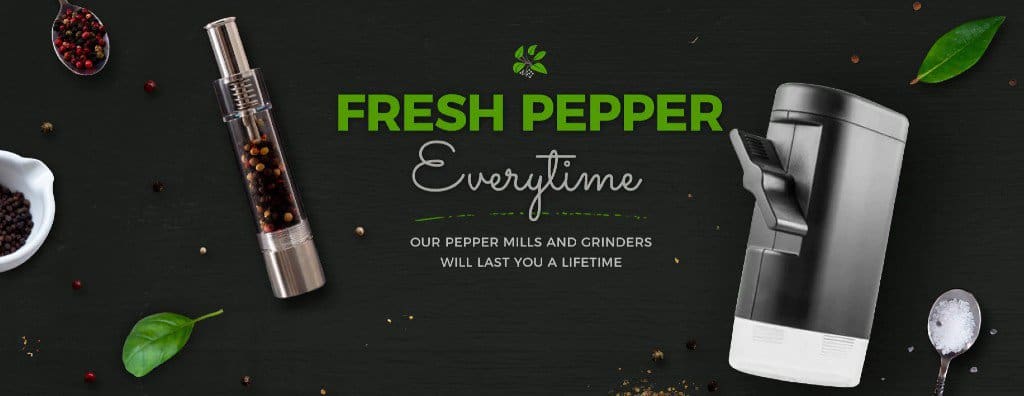 FRESH PEPPER
Everytime
OUR PEPPER MILLS AND GRINDERS
WILL LAST YOU A LIFETIME